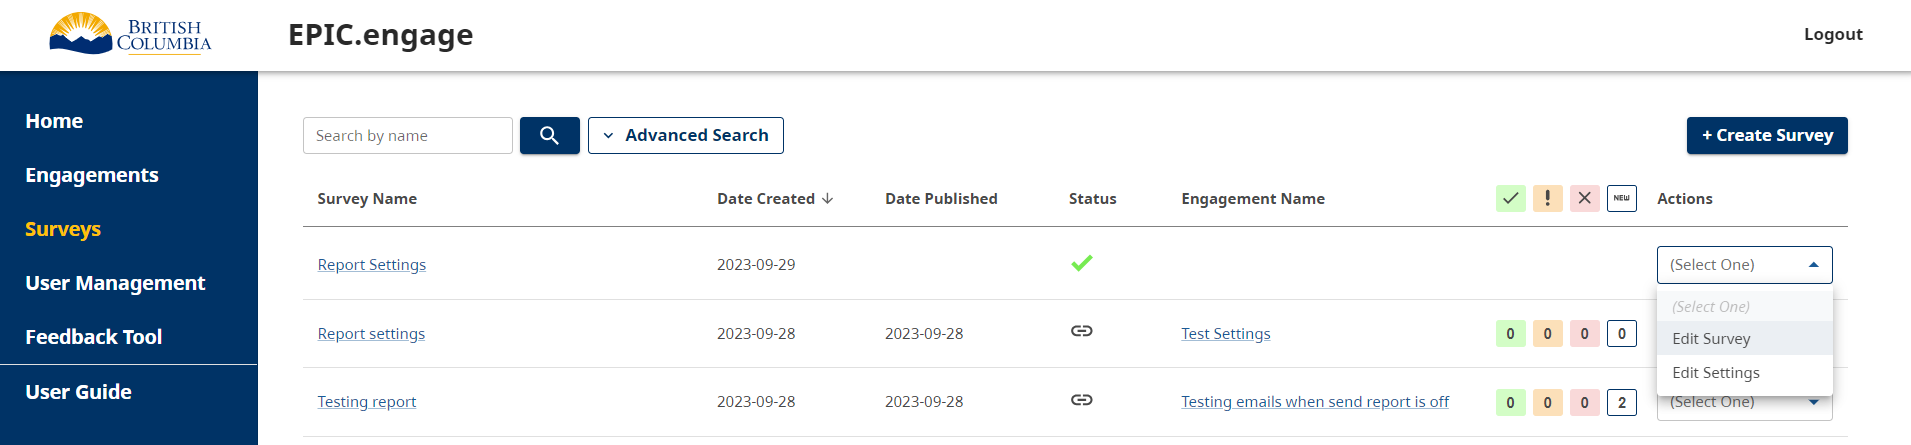 BRITISH
COLUMBIA
EPIC.engage
Logout
Home
Engagements
Surveys
User Management
Feedback Tool
User Guide
Search by name
Advanced Search
+ Create Survey
Survey Name Date Created Date Published Status Engagement Name NEW Actions
Report Settings 2023-09-29 (Select One)
(Select One)
Edit Survey
Edit Settings
Report settings 2023-09-28 2023-09-28 Test Settings 0 0 0 0
Testing report 2023-09-28 2023-09-28 Testing emails when send report is off 0 0 0 2 (Select One)